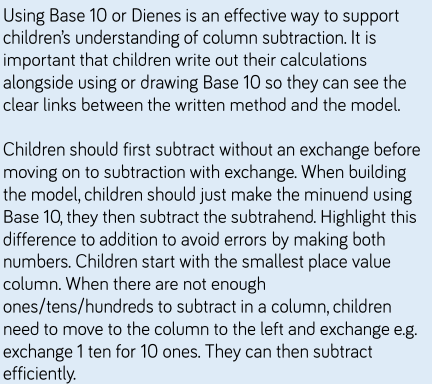 Using Base 10 or Dienes is an effective way to support
children's understanding of column subtraction. It is
important that children write out their calculations
alongside using or drawing Base 10 so they can see the
clear links between the written method and the model.

Children should first subtract without an exchange before
moving on to subtraction with exchange. When building
the model, children should just make the minuend using
Base 10, they then subtract the subtrahend. Highlight this
difference to addition to avoid errors by making both
numbers. Children start with the smallest place value
column. When there are not enough
ones/tens/hundreds to subtract in a column, children
need to move to the column to the left and exchange e.g.
exchange 1 ten for 10 ones. They can then subtract
efficiently.